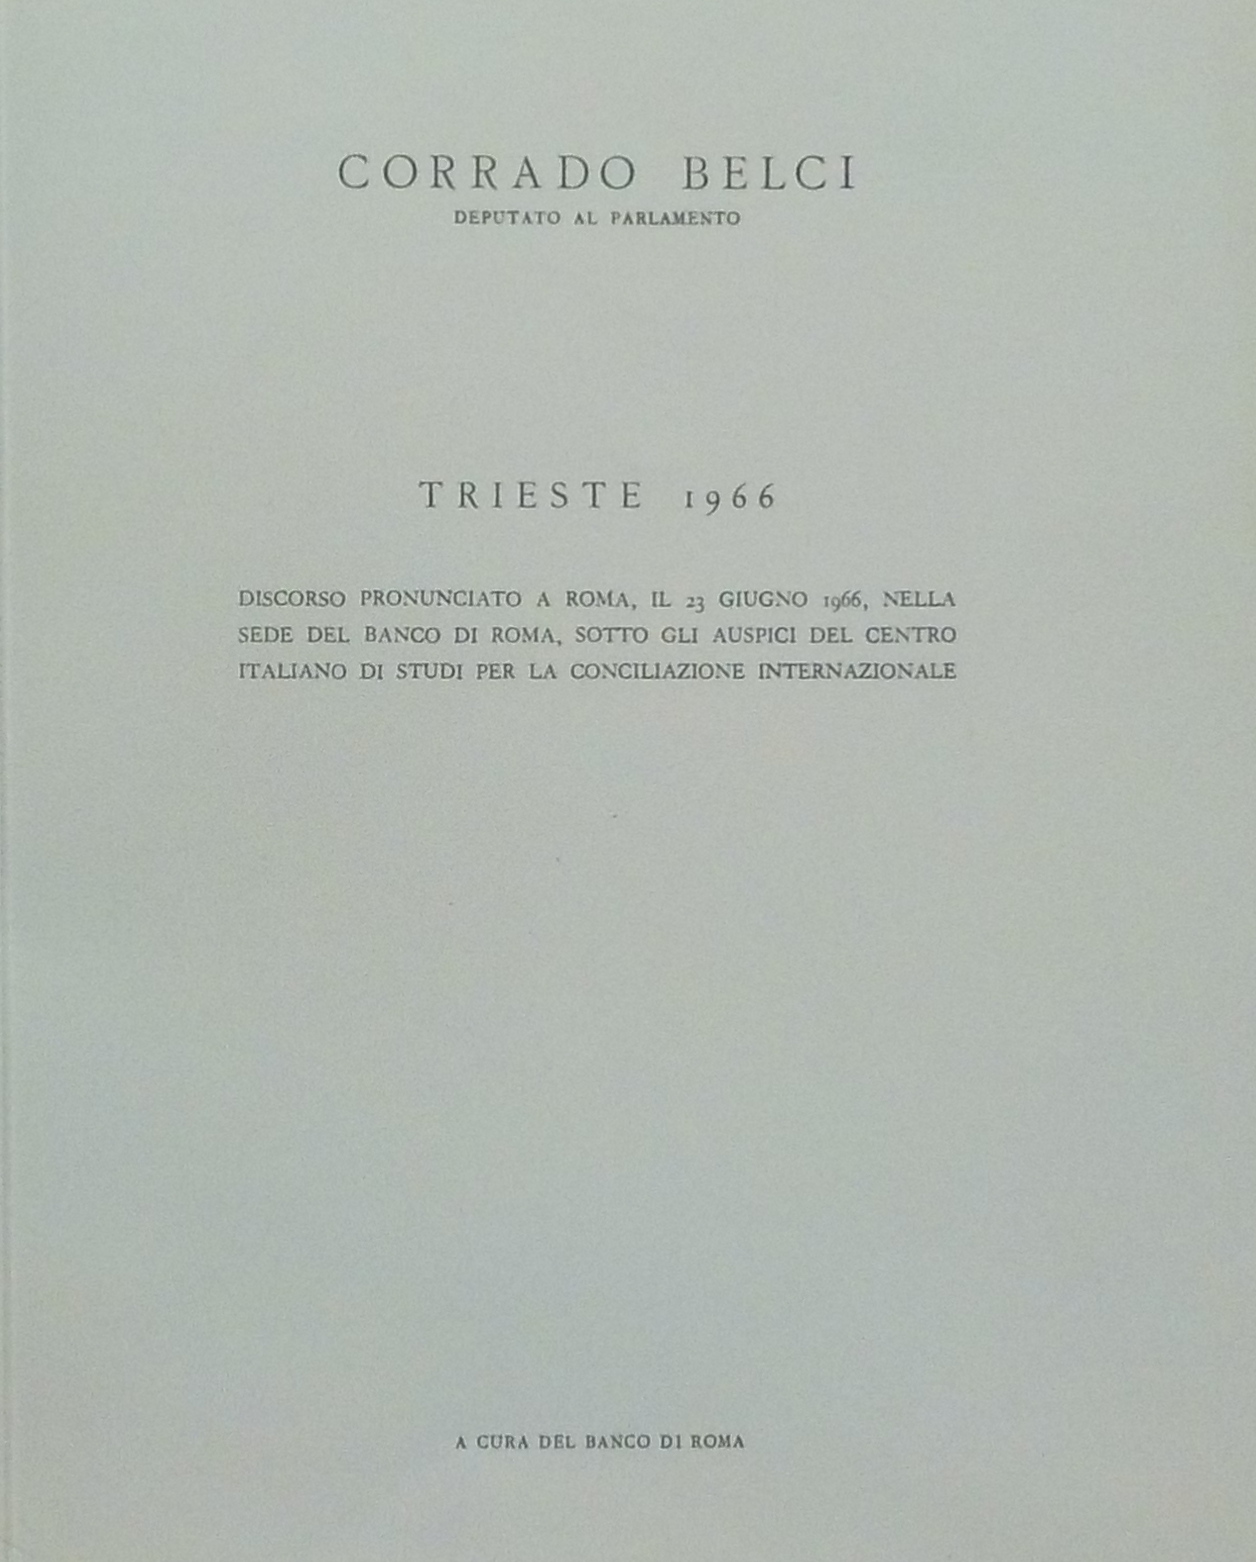 CORRADO BELCI
DEPUTATO AL PARLAMENTO
TRIESTE 1966
DISCORSO PRONUNCIATO A ROMA, IL 23 GIUGNO 1966, NELLA
SEDE DEL BANCO DI ROMA, SOTTO GLI AUSPICI DEL CENTRO
ITALIANO DI STUDI PER LA CONCILIAZIONE INTERNAZIONALE
A CURA DEL BANCO DI ROMA